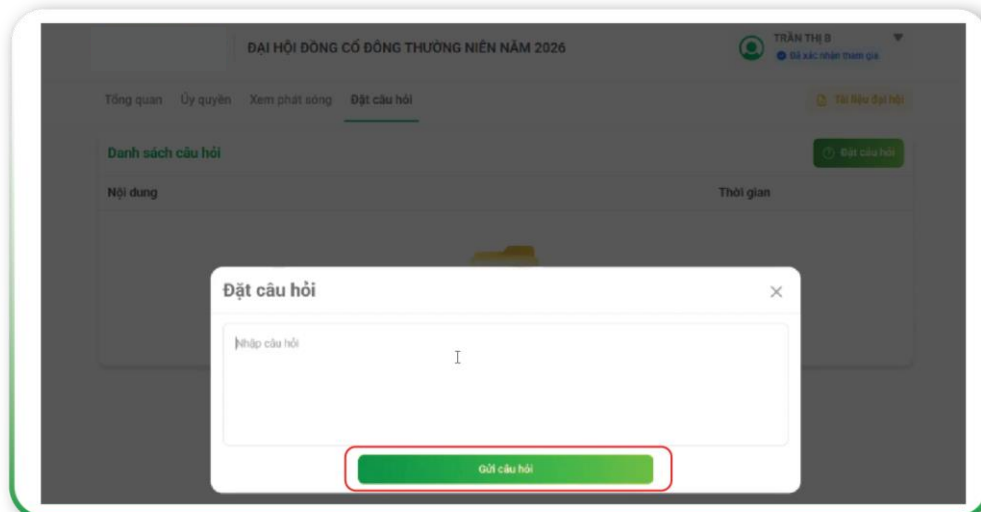 ĐẠI HỘI ĐỒNG CỔ ĐÔNG THƯỜNG NIÊN NĂM 2026
TRẦN THỊ B
Đã xác nhận tham gia
Tổng quan Ủy quyền Xem phát sóng Đặt câu hỏi
Tài liệu đại hội
Danh sách câu hỏi
Đặt câu hỏi
Nội dung Thời gian
Đặt câu hỏi
Nhập câu hỏi
Gửi câu hỏi